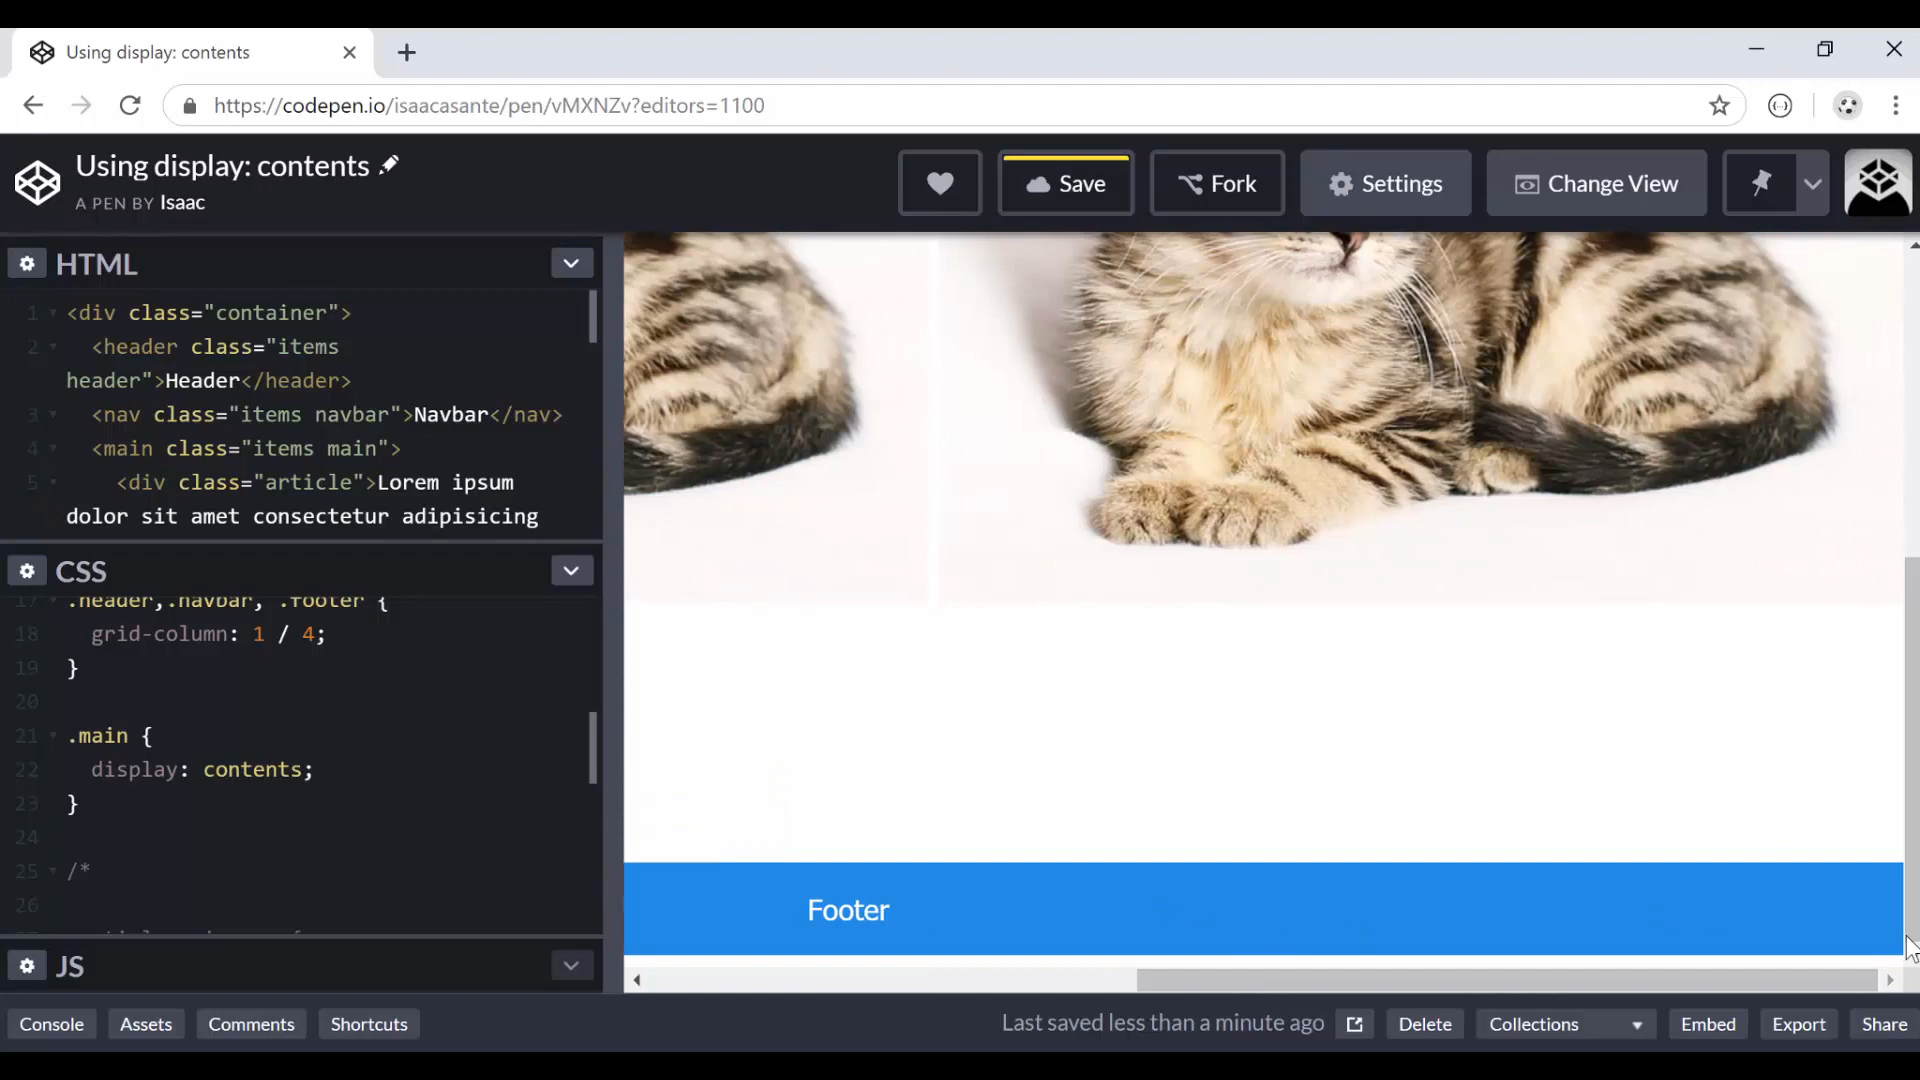 Using display: contents
https://codepen.io/isaacasante/pen/vMXNZv?editors=1100
Using display: contents
A PEN BY Isaac
Save
Fork
Settings
Change View
HTML
1 <div class="container">
2 <header class="items
header">Header</header>
3 <nav class="items navbar">Navbar</nav>
4 <main class="items main">
5 <div class="article">Lorem ipsum
dolor sit amet consectetur adipisicing
CSS
17 .header,.navbar, .footer {
18 grid-column: 1 / 4;
19 }
20
21 .main {
22 display: contents;
23 }
24
25 /*
26
JS
Footer
Console
Assets
Comments
Shortcuts
Last saved less than a minute ago
Delete
Collections
Embed
Export
Share